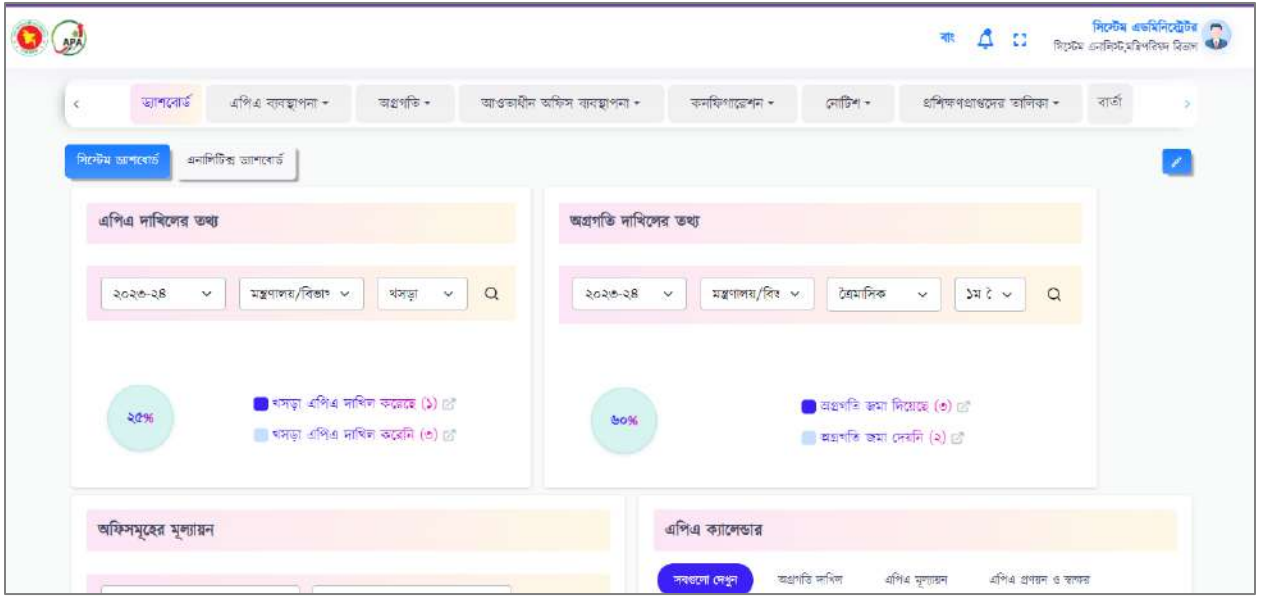 APA
বাং
সিস্টেম এডমিনিস্ট্রেটর
সিস্টেম এনালিস্ট,মন্ত্রিপরিষদ বিভাগ
ড্যাশবোর্ড
এপিএ ব্যবস্থাপনা
অগ্রগতি
আওতাধীন অফিস ব্যবস্থাপনা
কনফিগারেশন
নোটিশ
প্রশিক্ষণপ্রাপ্তদের তালিকা
বার্তা
সিস্টেম ড্যাশবোর্ড
এনালিটিক্স ড্যাশবোর্ড
এপিএ দাখিলের তথ্য
২০২৩-২৪
মন্ত্রণালয়/বিভাগ
খসড়া
২৫%
খসড়া এপিএ দাখিল করেছে (১)
খসড়া এপিএ দাখিল করেনি (৩)
অগ্রগতি দাখিলের তথ্য
২০২৩-২৪
মন্ত্রণালয়/বিভ
ত্রৈমাসিক
১ম ত্রৈ
৬০%
অগ্রগতি জমা দিয়েছে (৩)
অগ্রগতি জমা দেয়নি (২)
অফিসমূহের মূল্যায়ন
এপিএ ক্যালেন্ডার
সবগুলো দেখুন
অগ্রগতি দাখিল
এপিএ মূল্যায়ন
এপিএ প্রণয়ন ও স্বাক্ষর